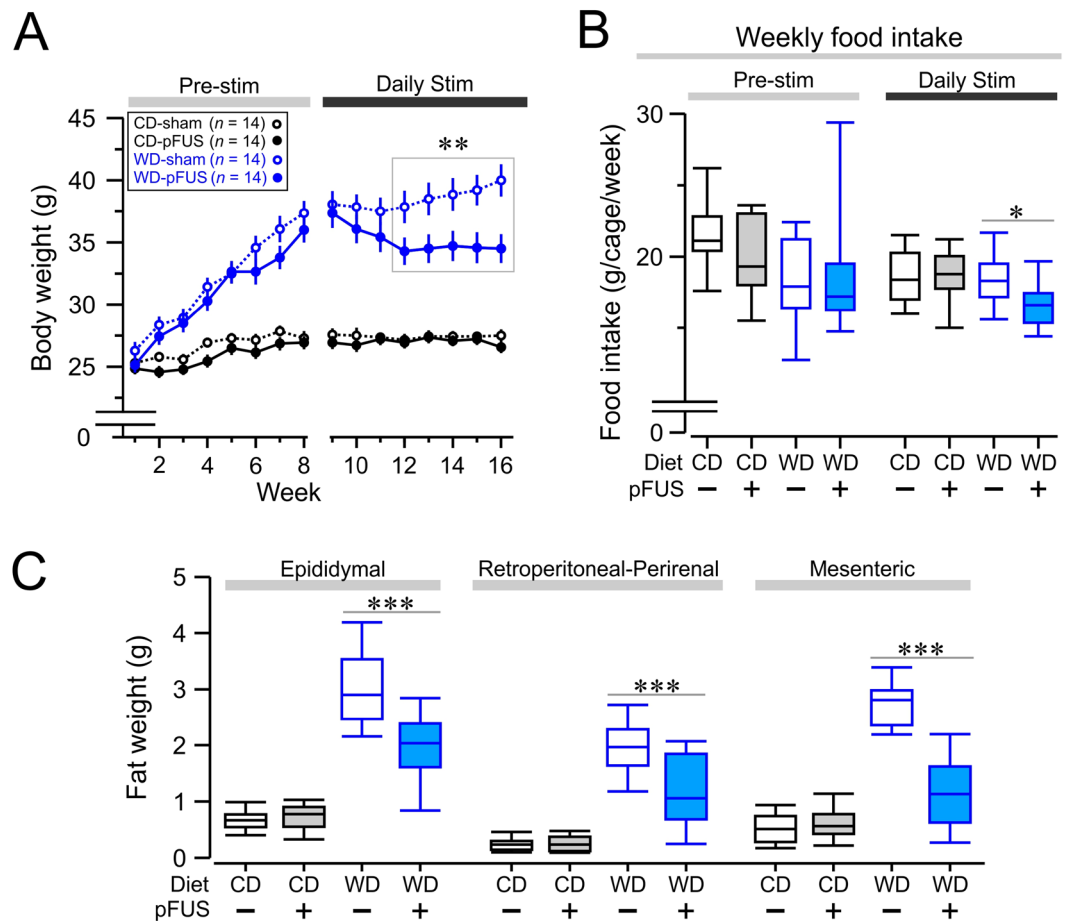 A
Pre-stim
Daily Stim
CD-sham (n = 14)
CD-pFUS (n = 14)
WD-sham (n = 14)
WD-pFUS (n = 14)
**
45
40
35
30
25
0
Body weight (g)
2 4 6 8 10 12 14 16
Week
B
Weekly food intake
Pre-stim
Daily Stim
30
20
0
Food intake (g/cage/week)
*
Diet CD CD WD WD CD CD WD WD
pFUS − + − + − + − +
C
Epididymal
Retroperitoneal-Perirenal
Mesenteric
***
***
***
5
4
3
2
1
0
Fat weight (g)
Diet CD CD WD WD CD CD WD WD CD CD WD WD
pFUS − + − + − + − + − + − +